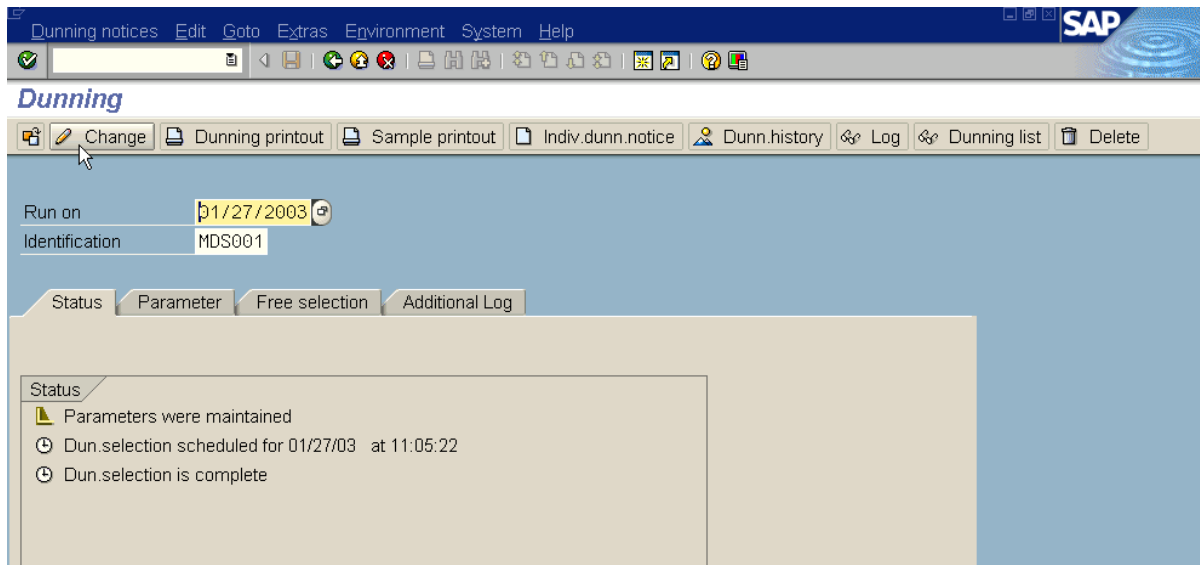 Dunning notices Edit Goto Extras Environment System Help
SAP
Dunning
Change Dunning printout Sample printout Indiv.dunn.notice Dunn.history Log Dunning list Delete
Run on 01/27/2003
Identification MDS001
Status Parameter Free selection Additional Log
Status
Parameters were maintained
Dun.selection scheduled for 01/27/03 at 11:05:22
Dun.selection is complete